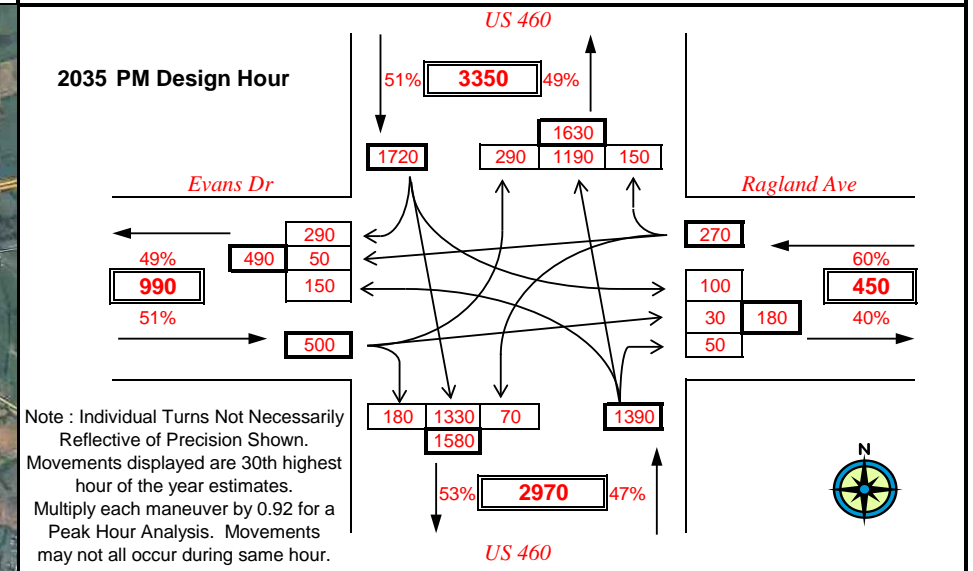 US 460
2035 PM Design Hour
51% 3350 49%
1630
1720 290 1190 150
Evans Dr Ragland Ave
290 270
49% 490 50 60%
990 150 100 450
51% 30 180 40%
500 50
180 1330 70 1390
1580
Note : Individual Turns Not Necessarily
Reflective of Precision Shown.
Movements displayed are 30th highest
hour of the year estimates.
Multiply each maneuver by 0.92 for a
Peak Hour Analysis. Movements
may not all occur during same hour.
53% 2970 47%
US 460
N